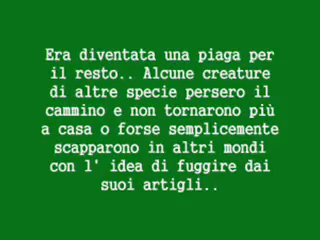 Era diventata una piaga per
il resto.. Alcune creature
di altre specie persero il
cammino e non tornarono più
a casa o forse semplicemente
scapparono in altri mondi
con l' idea di fuggire dai
suoi artigli..